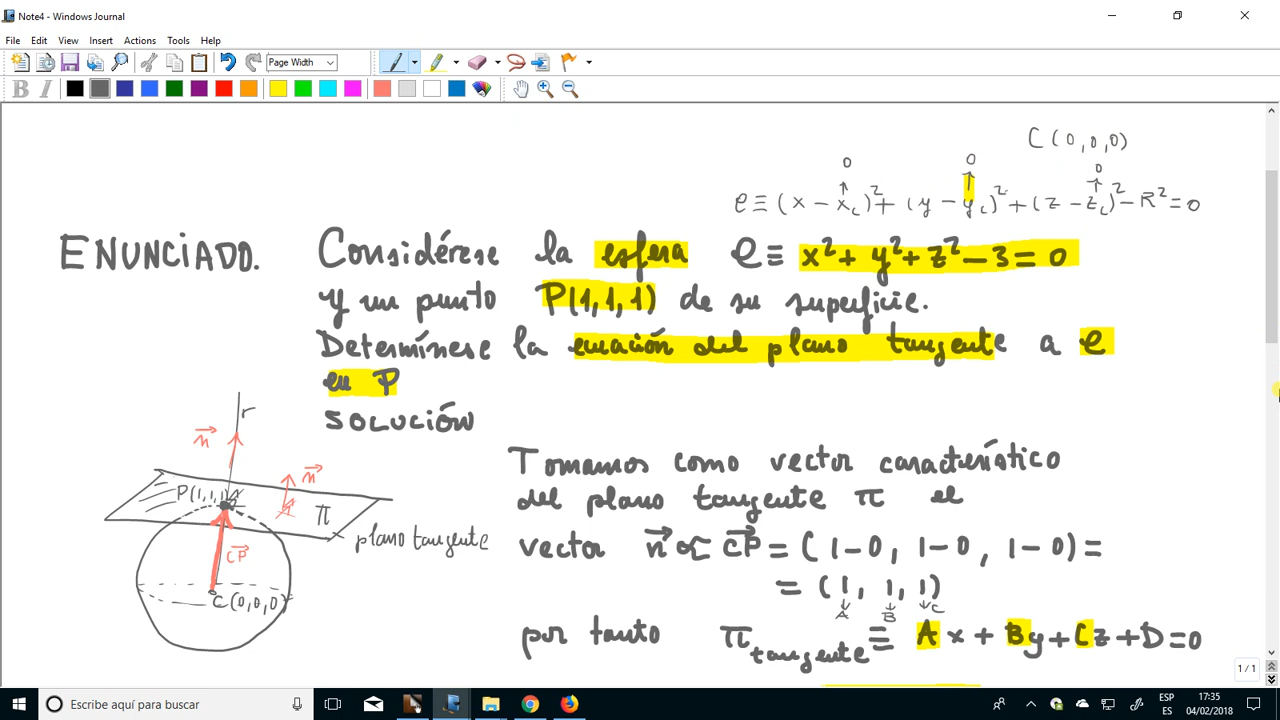 Note4 - Windows Journal
File Edit View Insert Actions Tools Help
Page Width
B I
C(0,0,0)
0 0 0
e ≡ (x - xc)² + (y - yc)² + (z - zc)² - R² = 0
ENUNCIADO. Considérese la esfera e ≡ x² + y² + z² - 3 = 0
y un punto P(1,1,1) de su superficie.
Determínese la ecuación del plano tangente a e
en P
SOLUCIÓN
r
n
n
P(1,1,1)
π
plano tangente
CP
C(0,0,0)
Tomamos como vector característico
del plano tangente π el
vector n ∝ CP = (1-0, 1-0, 1-0) =
= (1, 1, 1)
A B C
por tanto π tangente ≡ Ax + By + Cz + D = 0
1 / 1
Escribe aquí para buscar
ESP
ES
17:35
04/02/2018